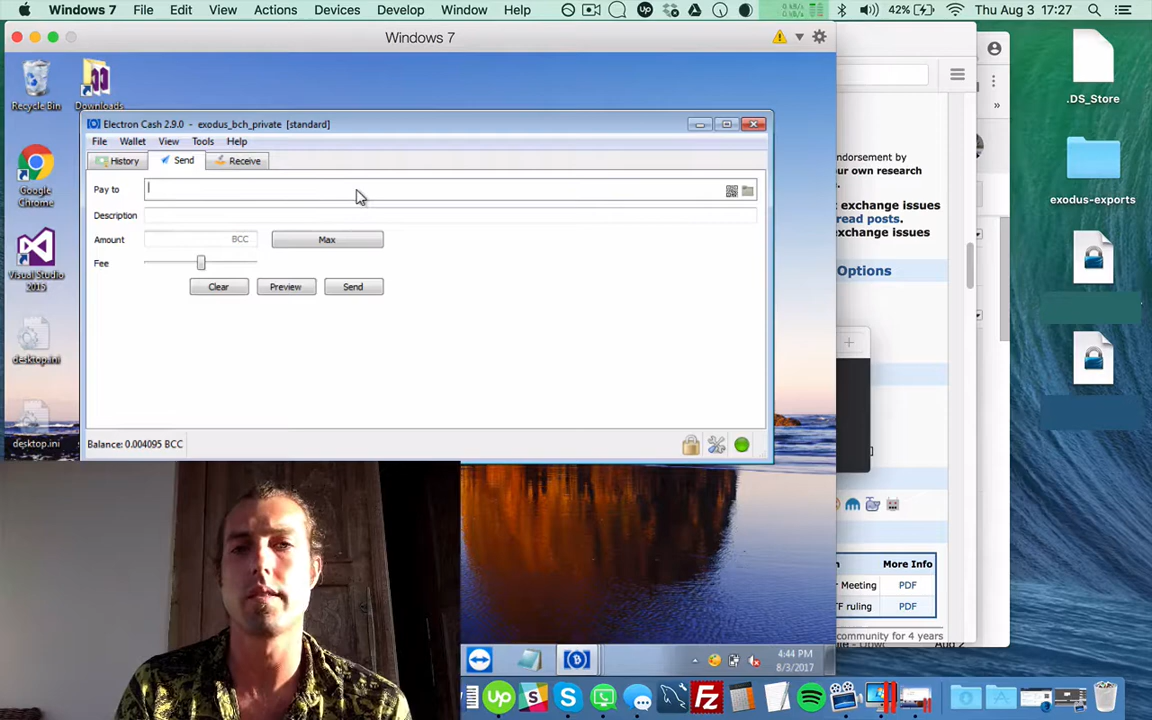 Windows 7 File Edit View Actions Devices Develop Window Help 42% Thu Aug 3 17:27
Windows 7
Recycle Bin
Downloads
Google Chrome
Visual Studio 2015
desktop.ini
desktop.ini
Electron Cash 2.9.0 - exodus_bch_private [standard]
File Wallet View Tools Help
History Send Receive
Pay to
Description
Amount BCC Max
Fee
Clear Preview Send
Balance: 0.004095 BCC
endorsement by
your own research
exchange issues
read posts.
exchange issues
Options
More Info
Meeting PDF
TF ruling PDF
community for 4 years
.DS_Store
exodus-exports
4:44 PM
8/3/2017